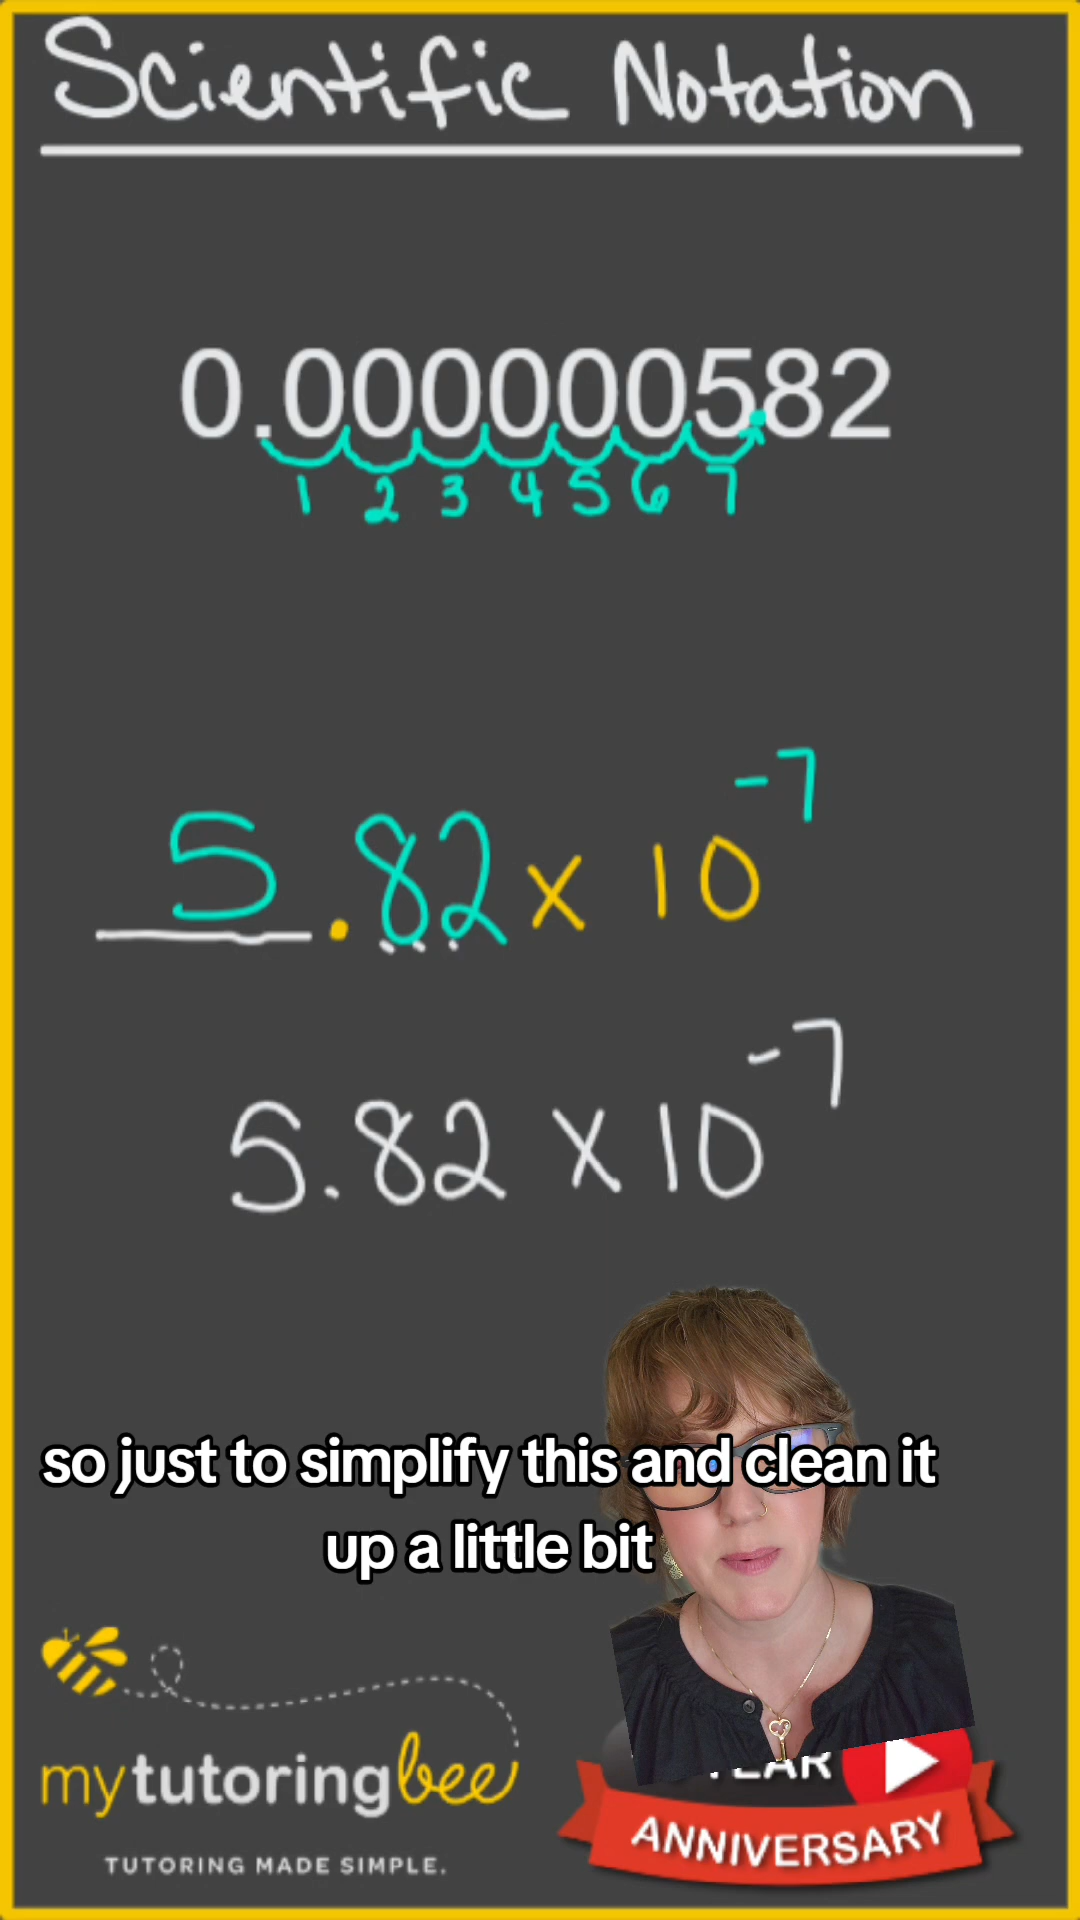 Scientific Notation
0.000000582
1 2 3 4 5 6 7
5.82 x 10⁻⁷
5.82 x 10⁻⁷
so just to simplify this and clean it
up a little bit
mytutoringbee
TUTORING MADE SIMPLE.
ANNIVERSARY